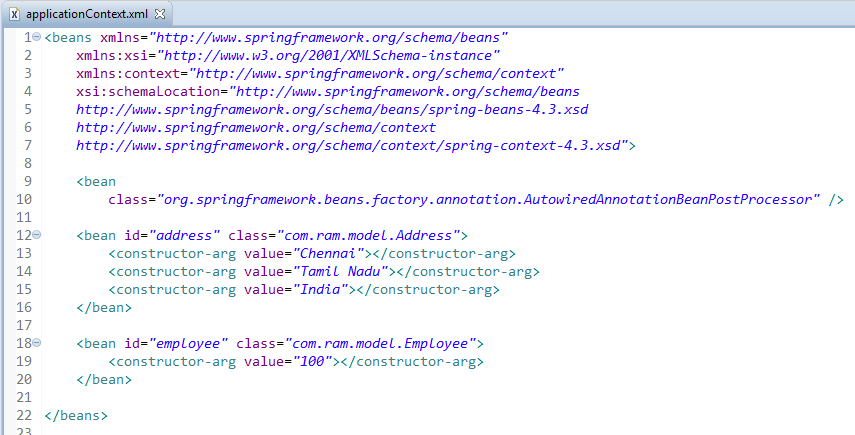 applicationContext.xml
1 <beans xmlns="http://www.springframework.org/schema/beans"
2 xmlns:xsi="http://www.w3.org/2001/XMLSchema-instance"
3 xmlns:context="http://www.springframework.org/schema/context"
4 xsi:schemaLocation="http://www.springframework.org/schema/beans
5 http://www.springframework.org/schema/beans/spring-beans-4.3.xsd
6 http://www.springframework.org/schema/context
7 http://www.springframework.org/schema/context/spring-context-4.3.xsd">
8
9 <bean
10 class="org.springframework.beans.factory.annotation.AutowiredAnnotationBeanPostProcessor" />
11
12 <bean id="address" class="com.ram.model.Address">
13 <constructor-arg value="Chennai"></constructor-arg>
14 <constructor-arg value="Tamil Nadu"></constructor-arg>
15 <constructor-arg value="India"></constructor-arg>
16 </bean>
17
18 <bean id="employee" class="com.ram.model.Employee">
19 <constructor-arg value="100"></constructor-arg>
20 </bean>
21
22 </beans>
23